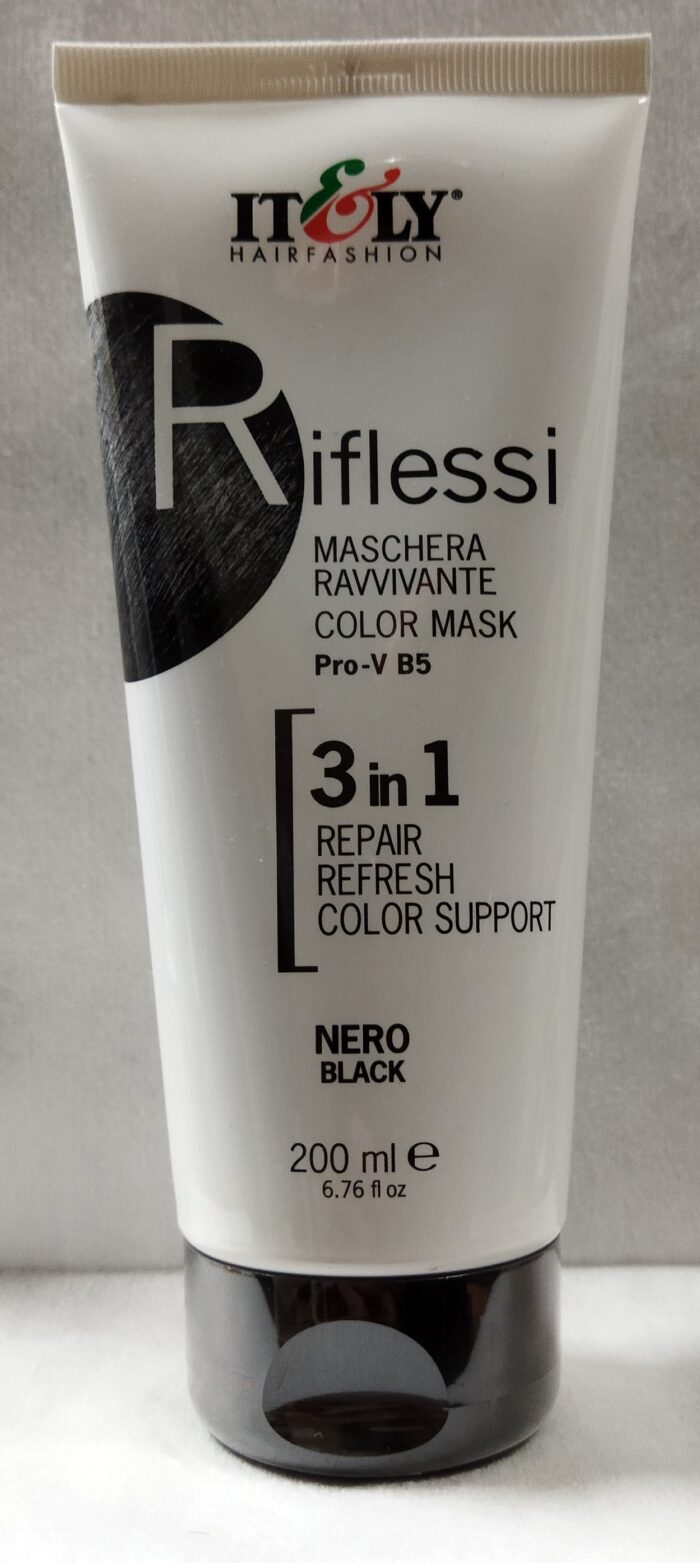 IT&LY®
HAIRFASHION
Riflessi
MASCHERA
RAVVIVANTE
COLOR MASK
Pro-V B5
3 in 1
REPAIR
REFRESH
COLOR SUPPORT
NERO
BLACK
200 ml ℮
6.76 fl oz